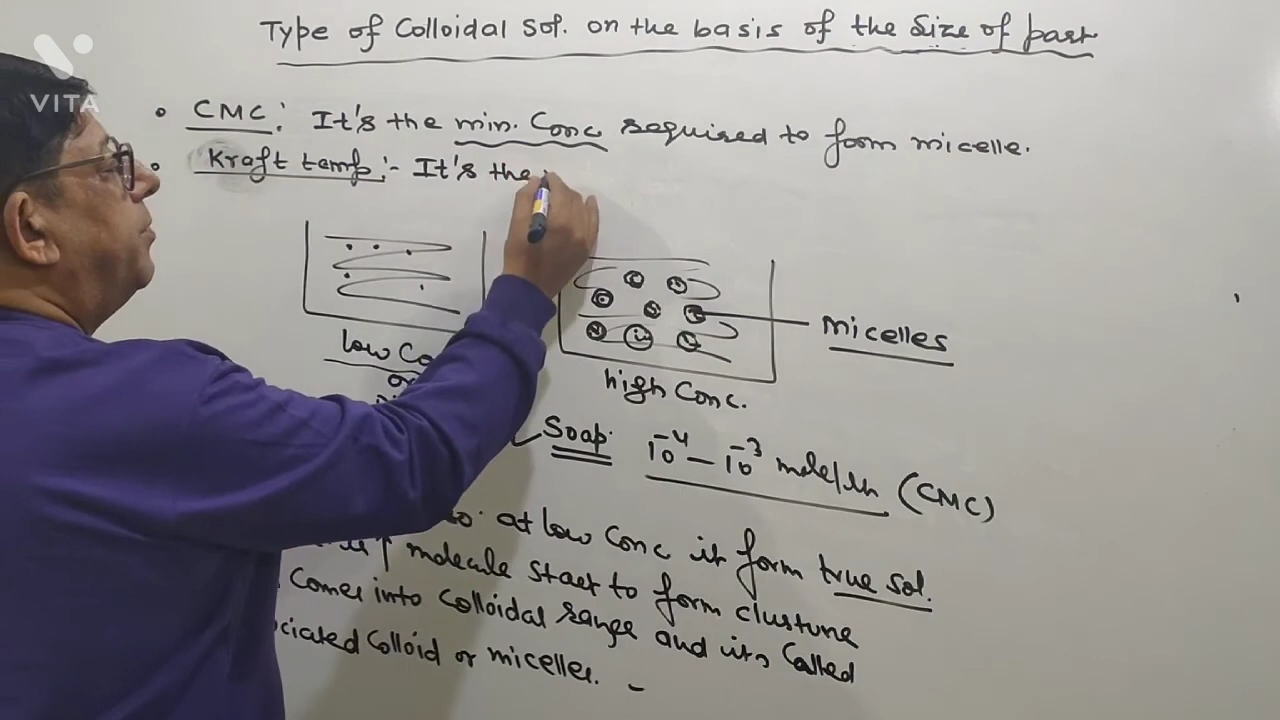 Type of Colloidal Sol. on the basis of the Size of part
VITA
• CMC: It's the min. Conc required to form micelle.
• Kraft temp:- It's the
micelles
low Co
or
high Conc.
Soap. 10⁻⁴ – 10⁻³ mole/
(CMC)
at low Conc it form true sol.
molecule start to form clusture
comes into colloidal range and its called
ociated Colloid or micelles. –